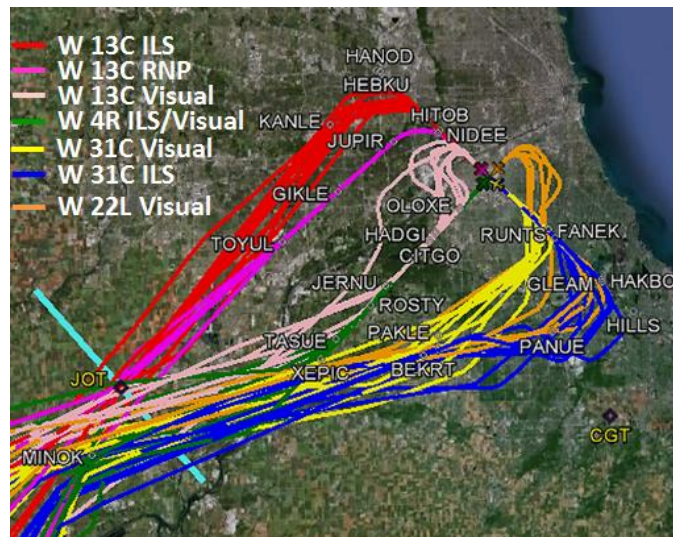 W 13C ILS
W 13C RNP
W 13C Visual
W 4R ILS/Visual
W 31C Visual
W 31C ILS
W 22L Visual
HANOD
HEBKU
KANLE
HITOB
JUPIR
NIDEE
GIKLE
OLOXE
TOYUL
HADGI
RUNTS
FANEK
CITGO
JERNU
GLEAM
HAKBO
ROSTY
HILLS
TASUE
PAKLE
PANUE
JOT
XEPIC
BEKRT
CGT
MINOK